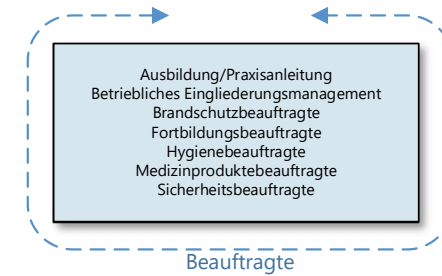 Ausbildung/Praxisanleitung
Betriebliches Eingliederungsmanagement
Brandschutzbeauftragte
Fortbildungsbeauftragte
Hygienebeauftragte
Medizinproduktebeauftragte
Sicherheitsbeauftragte
Beauftragte